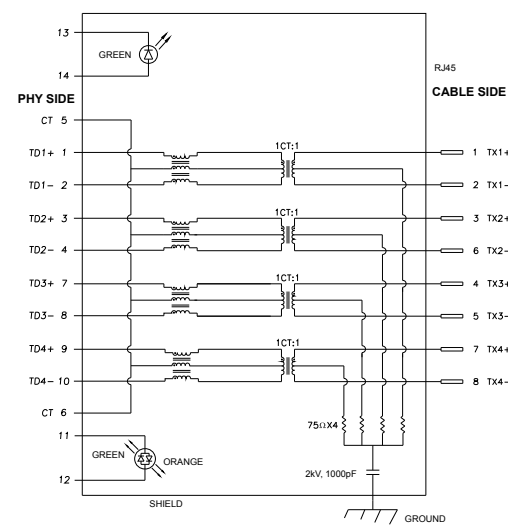 13
GREEN
14
RJ45
PHY SIDE
CABLE SIDE
CT 5
1CT:1
TD1+ 1
1 TX1+
TD1- 2
2 TX1-
1CT:1
TD2+ 3
3 TX2+
TD2- 4
6 TX2-
1CT:1
TD3+ 7
4 TX3+
TD3- 8
5 TX3-
1CT:1
TD4+ 9
7 TX4+
TD4- 10
8 TX4-
CT 6
75ΩX4
11
GREEN
ORANGE
12
2kV, 1000pF
SHIELD
GROUND